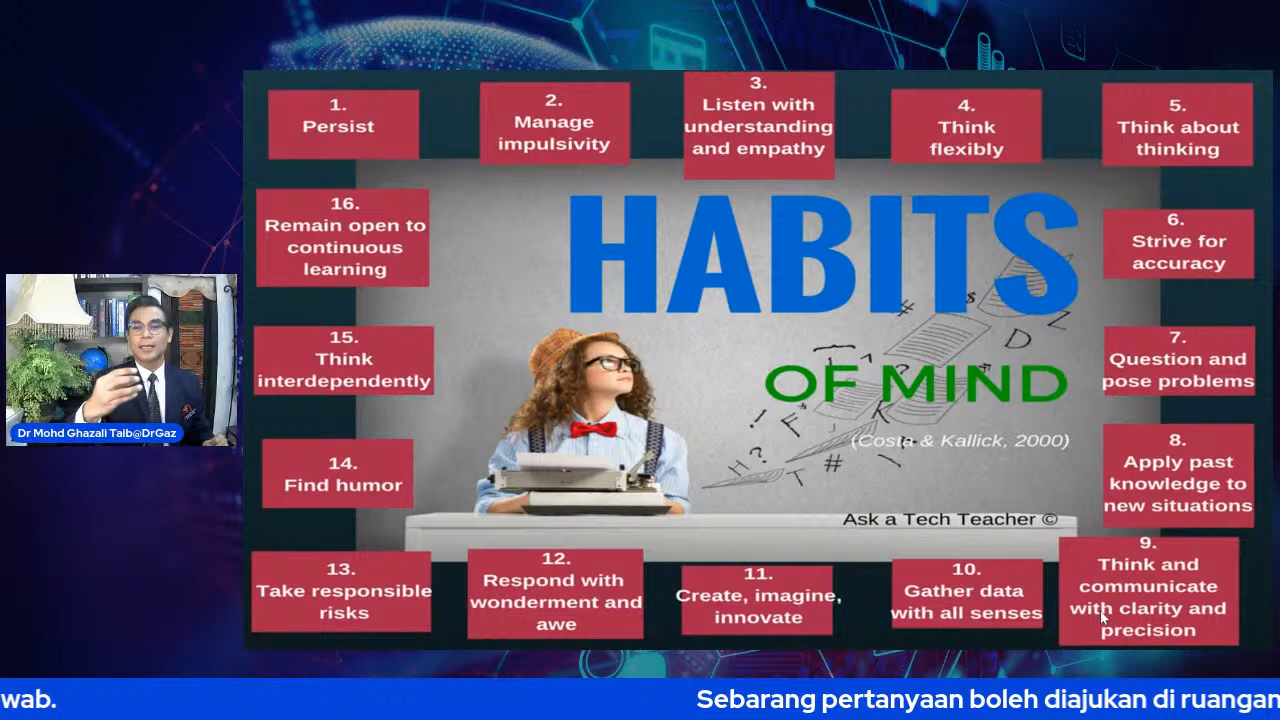 1.
Persist
2.
Manage
impulsivity
3.
Listen with
understanding
and empathy
4.
Think
flexibly
5.
Think about
thinking
16.
Remain open to
continuous
learning
HABITS
6.
Strive for
accuracy
15.
Think
interdependently
OF MIND
7.
Question and
pose problems
(Costa & Kallick, 2000)
Dr Mohd Ghazali Taib@DrGaz
14.
Find humor
8.
Apply past
knowledge to
new situations
Ask a Tech Teacher ©
13.
Take responsible
risks
12.
Respond with
wonderment and
awe
11.
Create, imagine,
innovate
10.
Gather data
with all senses
9.
Think and
communicate
with clarity and
precision
wab. Sebarang pertanyaan boleh diajukan di ruangan